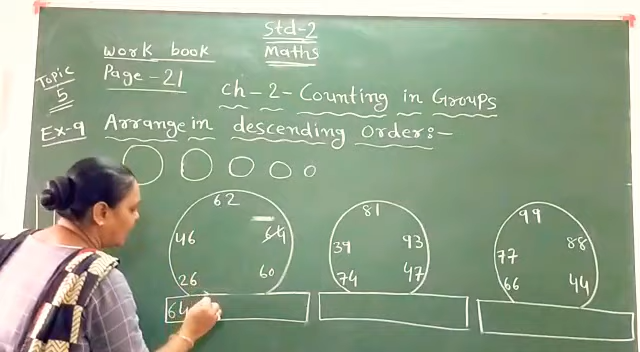 Std-2
Maths
Work book
Page-21
Topic
5
Ch-2-Counting in Groups
Ex-9 Arrange in descending Order:-
62
46 64
26 60
64
81
39 93
74 47
99
77 88
66 44